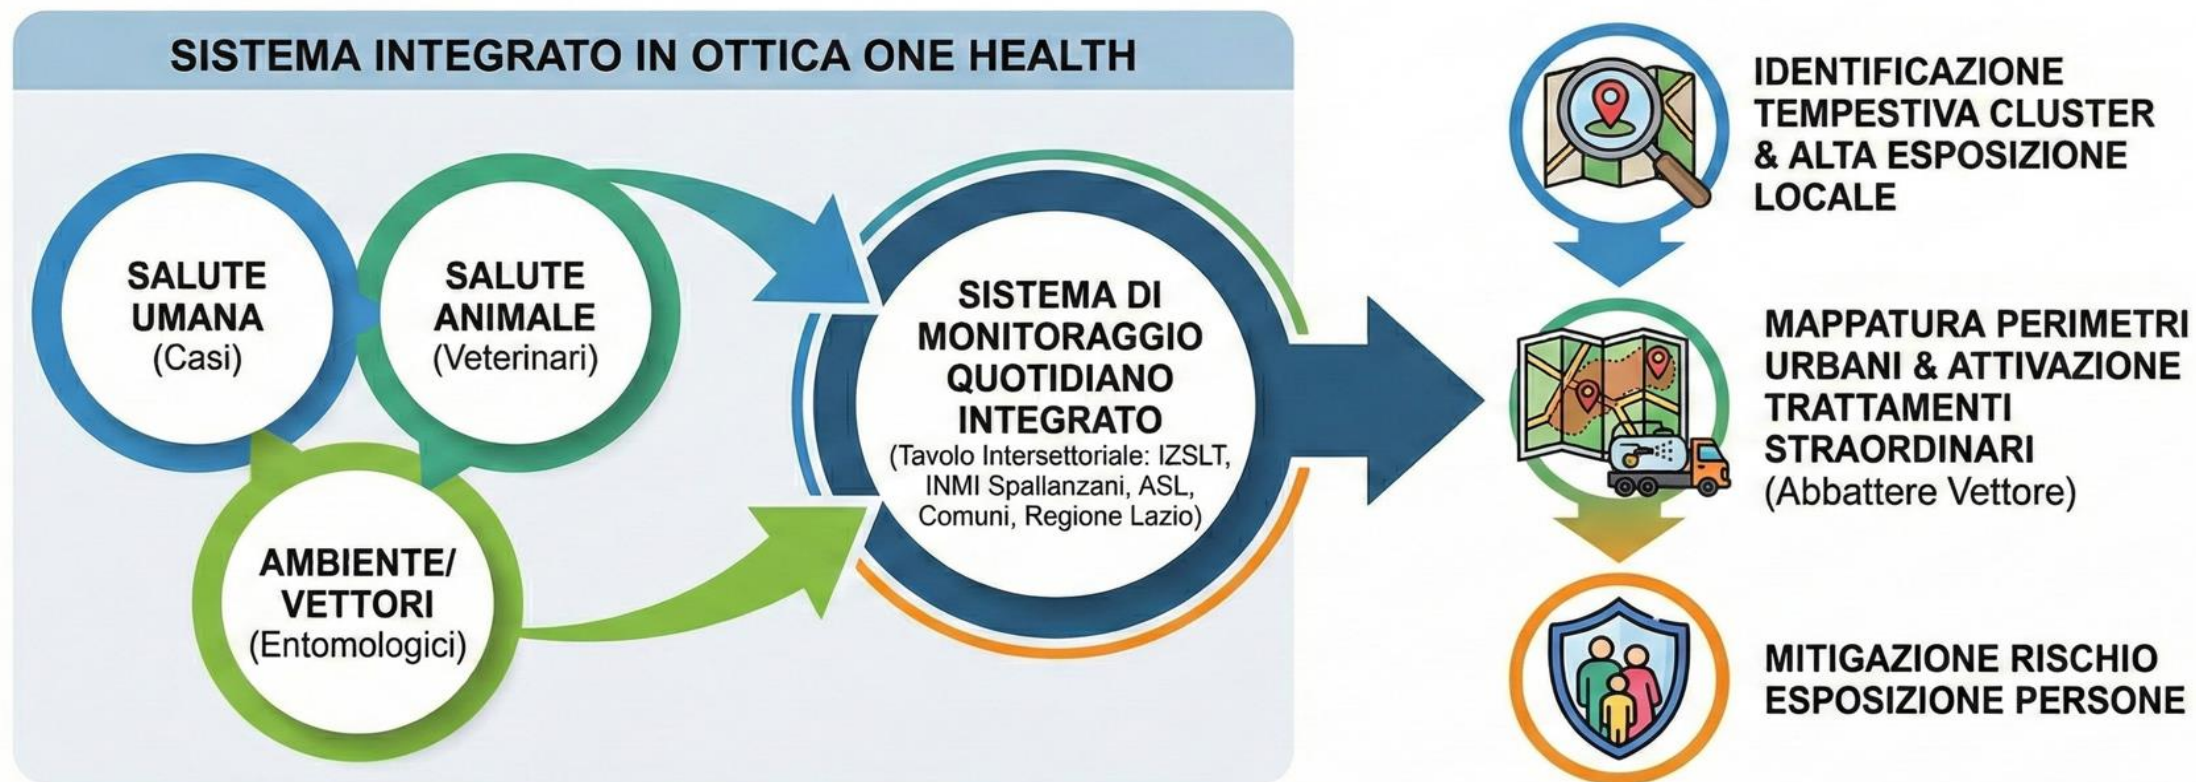 SISTEMA INTEGRATO IN OTTICA ONE HEALTH
SALUTE
UMANA
(Casi)
SALUTE
ANIMALE
(Veterinari)
AMBIENTE/
VETTORI
(Entomologici)
SISTEMA DI
MONITORAGGIO
QUOTIDIANO
INTEGRATO
(Tavolo Intersettoriale: IZSLT,
INMI Spallanzani, ASL,
Comuni, Regione Lazio)
IDENTIFICAZIONE
TEMPESTIVA CLUSTER
& ALTA ESPOSIZIONE
LOCALE
MAPPATURA PERIMETRI
URBANI & ATTIVAZIONE
TRATTAMENTI
STRAORDINARI
(Abbattere Vettore)
MITIGAZIONE RISCHIO
ESPOSIZIONE PERSONE